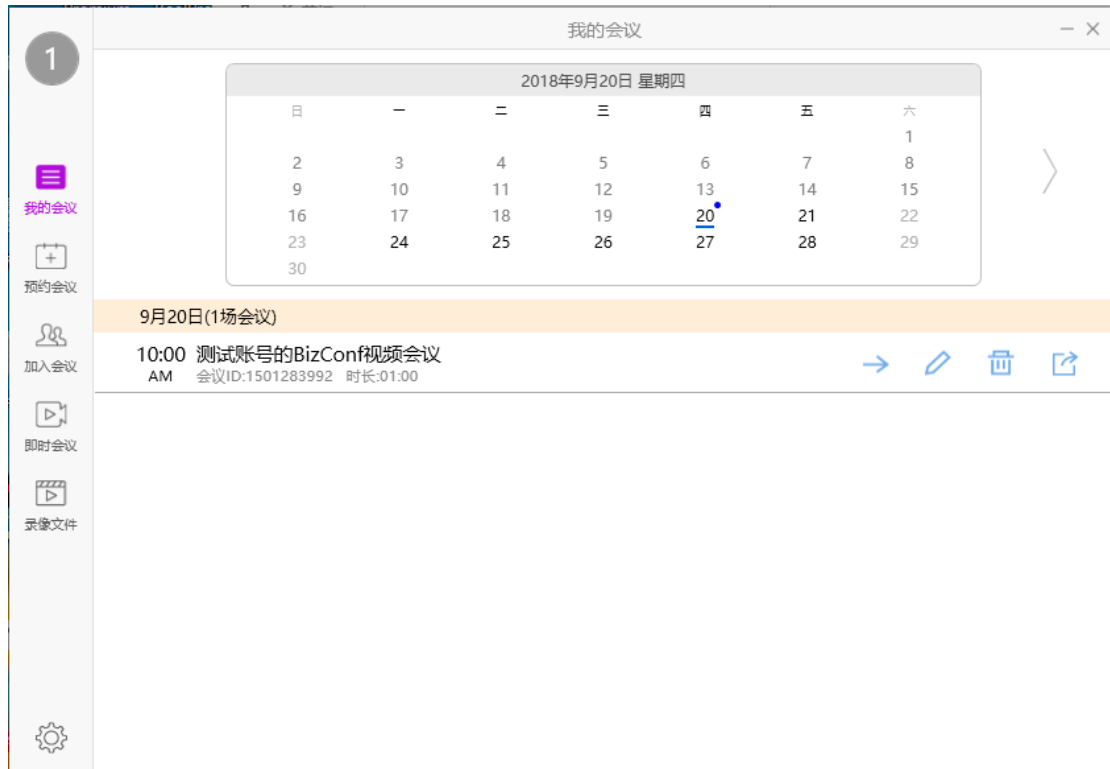 我的会议
1
2018年9月20日 星期四
日 一 二 三 四 五 六
1
2 3 4 5 6 7 8
9 10 11 12 13 14 15
16 17 18 19 20 21 22
23 24 25 26 27 28 29
30
我的会议
预约会议
加入会议
即时会议
录像文件
9月20日(1场会议)
10:00 测试账号的BizConf视频会议
AM 会议ID:1501283992 时长:01:00